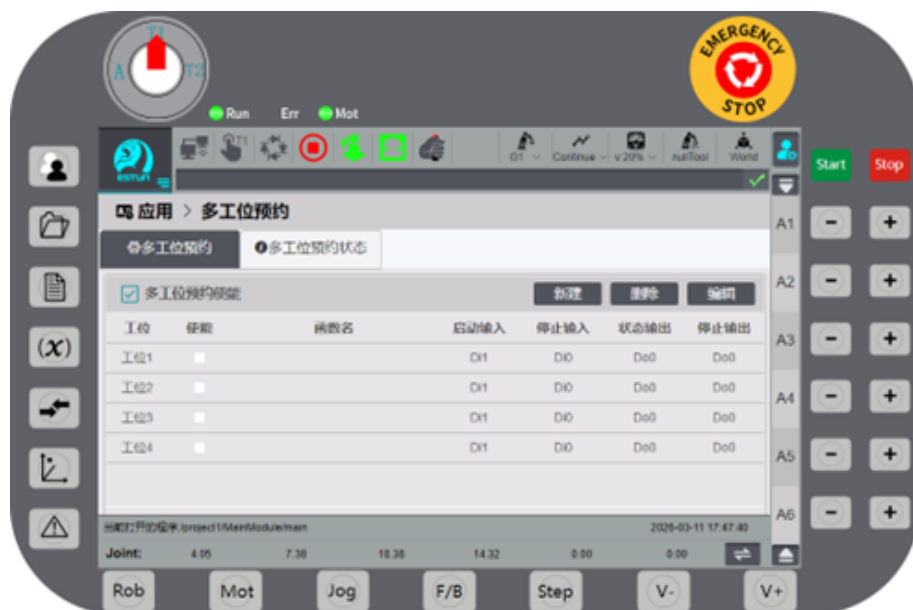 T1
A
T2
EMERGENCY
STOP
Run Err Mot
T1
ESTUN
G1 Continue v:20% nullTool World
Start Stop
应用 > 多工位预约
多工位预约 多工位预约状态
多工位预约使能 新建 删除 编辑
工位 使能 函数名 启动输入 停止输入 状态输出 停止输出
工位1 DI1 DI0 Do0 Do0
工位2 DI1 DI0 Do0 Do0
工位3 DI1 DI0 Do0 Do0
工位4 DI1 DI0 Do0 Do0
A1 - +
A2 - +
A3 - +
A4 - +
A5 - +
A6 - +
(x)
当前打开的程序:/project1/MainModule/main 2026-03-11 17:47:40
Joint: 4.05 7.38 18.38 14.32 0.00 0.00
Rob Mot Jog F/B Step V- V+